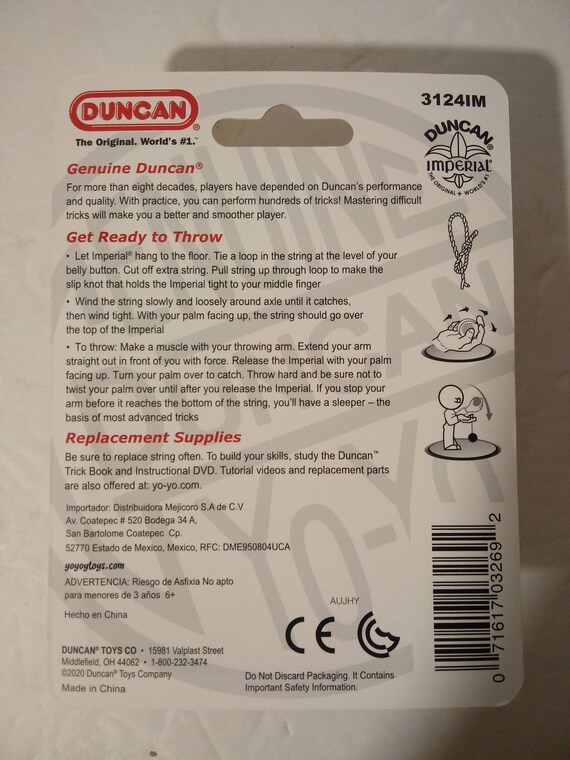 DUNCAN®
The Original. World's #1.™
3124IM
DUNCAN®
IMPERIAL®
THE ORIGINAL • WORLD'S #1
Genuine Duncan®
For more than eight decades, players have depended on Duncan's performance
and quality. With practice, you can perform hundreds of tricks! Mastering difficult
tricks will make you a better and smoother player.
Get Ready to Throw
• Let Imperial® hang to the floor. Tie a loop in the string at the level of your
belly button. Cut off extra string. Pull string up through loop to make the
slip knot that holds the Imperial tight to your middle finger
• Wind the string slowly and loosely around axle until it catches,
then wind tight. With your palm facing up, the string should go over
the top of the Imperial
• To throw: Make a muscle with your throwing arm. Extend your arm
straight out in front of you with force. Release the Imperial with your palm
facing up. Turn your palm over to catch. Throw hard and be sure not to
twist your palm over until after you release the Imperial. If you stop your
arm before it reaches the bottom of the string, you'll have a sleeper – the
basis of most advanced tricks
Replacement Supplies
Be sure to replace string often. To build your skills, study the Duncan™
Trick Book and Instructional DVD. Tutorial videos and replacement parts
are also offered at: yo-yo.com.
Importador: Distribuidora Mejicoro S.A de C.V
Av. Coatepec # 520 Bodega 34 A,
San Bartolome Coatepec Cp.
52770 Estado de Mexico, Mexico, RFC: DME950804UCA
yoyoytoys.com
ADVERTENCIA: Riesgo de Asfixia No apto
para menores de 3 años 6+
Hecho en China
AUJHY
CE
DUNCAN® TOYS CO • 15981 Valplast Street
Middlefield, OH 44062 • 1-800-232-3474
©2020 Duncan® Toys Company
Made in China
Do Not Discard Packaging. It Contains
Important Safety Information.
0 71617 03269 2